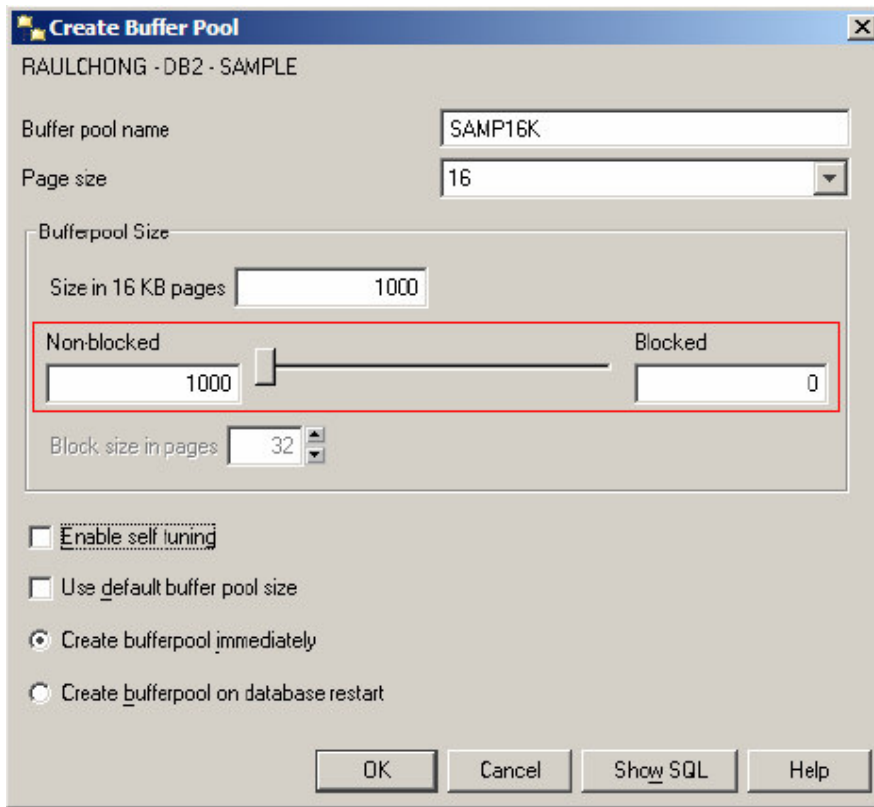 Create Buffer Pool
RAULCHONG - DB2 - SAMPLE
Buffer pool name SAMP16K
Page size 16
Bufferpool Size
Size in 16 KB pages 1000
Non-blocked Blocked
1000 0
Block size in pages 32
Enable self tuning
Use default buffer pool size
Create bufferpool immediately
Create bufferpool on database restart
OK Cancel Show SQL Help